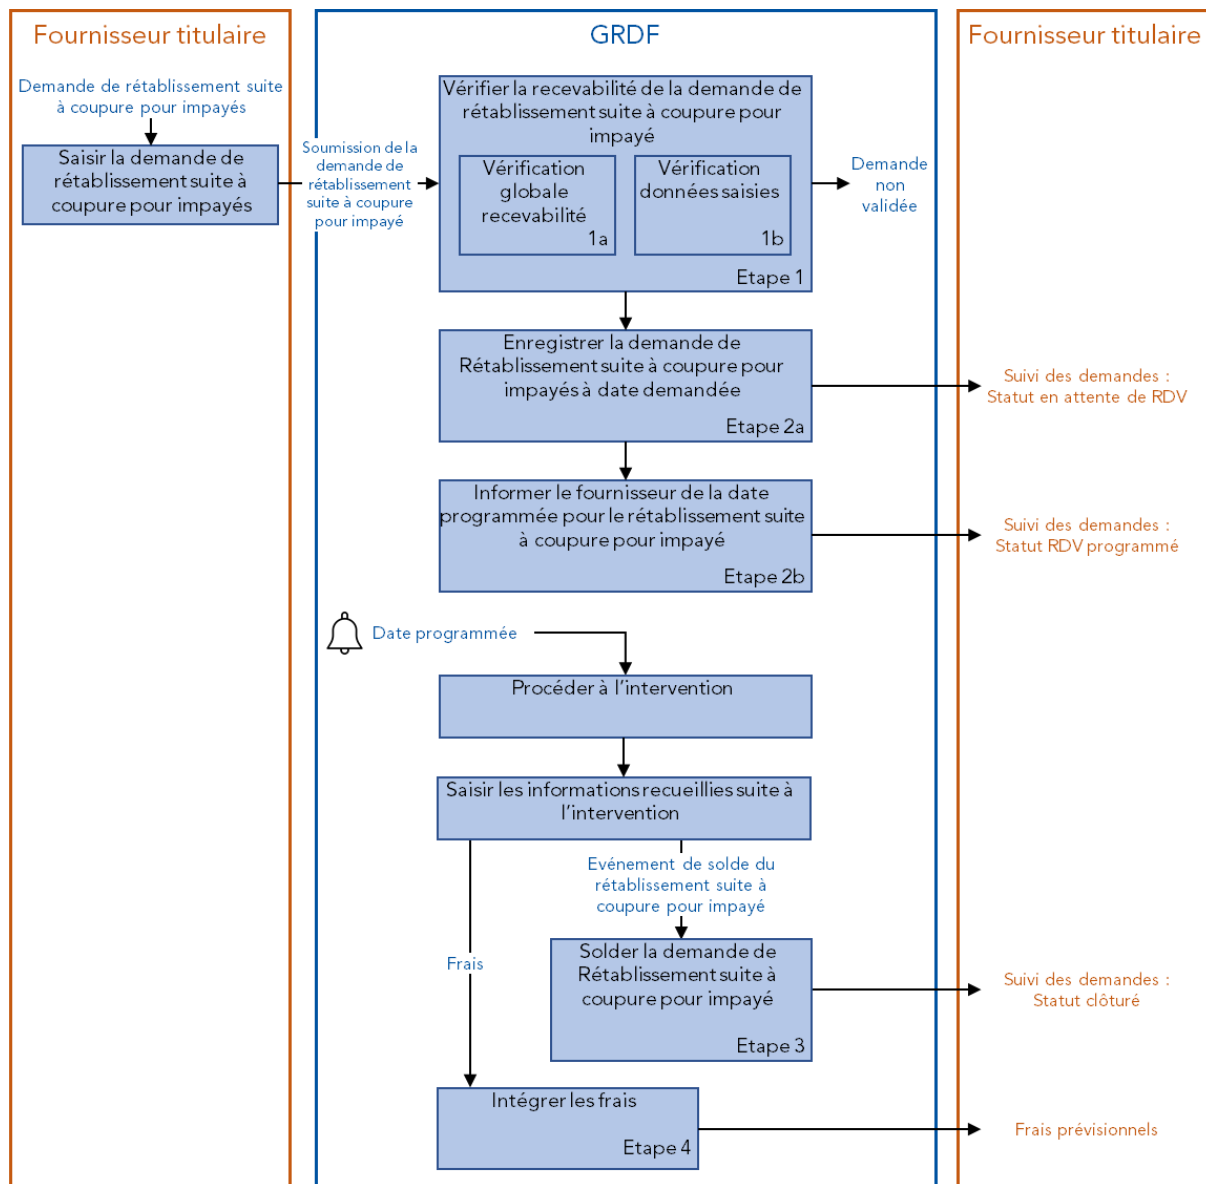 Fournisseur titulaire
GRDF
Fournisseur titulaire
Demande de rétablissement suite
à coupure pour impayés
Saisir la demande de
rétablissement suite à
coupure pour impayés
Soumission de la
demande de
rétablissement
suite à coupure
pour impayé
Vérifier la recevabilité de la demande de
rétablissement suite à coupure pour
impayé
Vérification
globale
recevabilité
1a
Vérification
données saisies
1b
Etape 1
Demande
non
validée
Enregistrer la demande de
Rétablissement suite à coupure pour
impayés à date demandée
Etape 2a
Suivi des demandes :
Statut en attente de RDV
Informer le fournisseur de la date
programmée pour le rétablissement suite
à coupure pour impayé
Etape 2b
Suivi des demandes :
Statut RDV programmé
Date programmée
Procéder à l'intervention
Saisir les informations recueillies suite à
l'intervention
Evénement de solde du
rétablissement suite à
coupure pour impayé
Frais
Solder la demande de
Rétablissement suite à
coupure pour impayé
Etape 3
Suivi des demandes :
Statut clôturé
Intégrer les frais
Etape 4
Frais prévisionnels